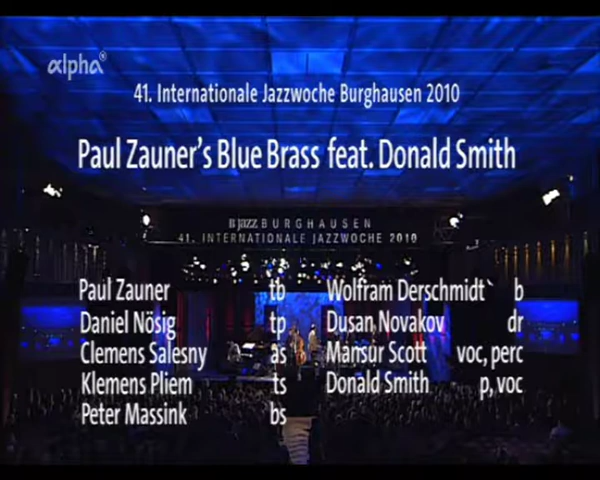 alpha
41. Internationale Jazzwoche Burghausen 2010
Paul Zauner's Blue Brass feat. Donald Smith
B'jazz BURGHAUSEN
41. INTERNATIONALE JAZZWOCHE 2010
Paul Zauner tb
Daniel Nösig tp
Clemens Salesny as
Klemens Pliem ts
Peter Massink bs
Wolfram Derschmidt` b
Dusan Novakov dr
Mansur Scott voc, perc
Donald Smith p, voc